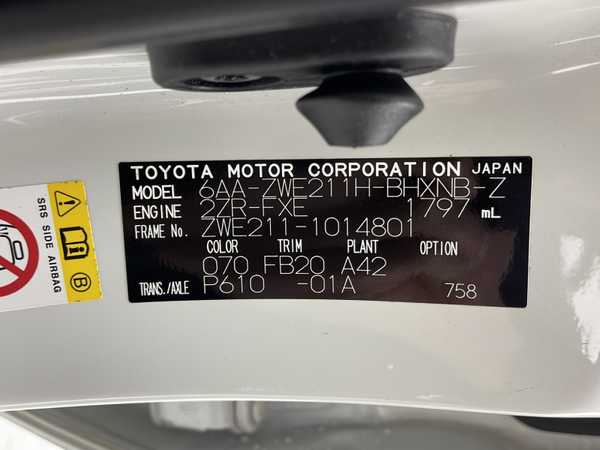 TOYOTA MOTOR CORPORATION JAPAN
MODEL 6AA-ZWE211H-BHXNB-Z
ENGINE 2ZR-FXE 1797 mL
FRAME No. ZWE211-1014801
COLOR TRIM PLANT OPTION
070 FB20 A42
TRANS./AXLE P610 -01A 758
SRS SIDE AIRBAG
B